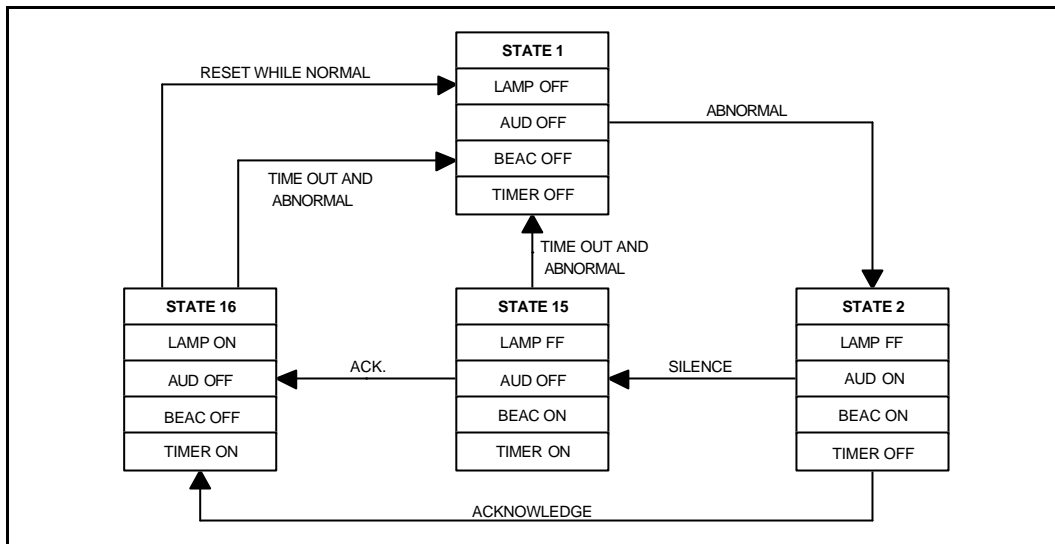 STATE 1
LAMP OFF
AUD OFF
BEAC OFF
TIMER OFF
RESET WHILE NORMAL
ABNORMAL
TIME OUT AND
ABNORMAL
TIME OUT AND
ABNORMAL
STATE 16
LAMP ON
AUD OFF
BEAC OFF
TIMER ON
ACK.
STATE 15
LAMP FF
AUD OFF
BEAC ON
TIMER ON
SILENCE
STATE 2
LAMP FF
AUD ON
BEAC ON
TIMER OFF
ACKNOWLEDGE